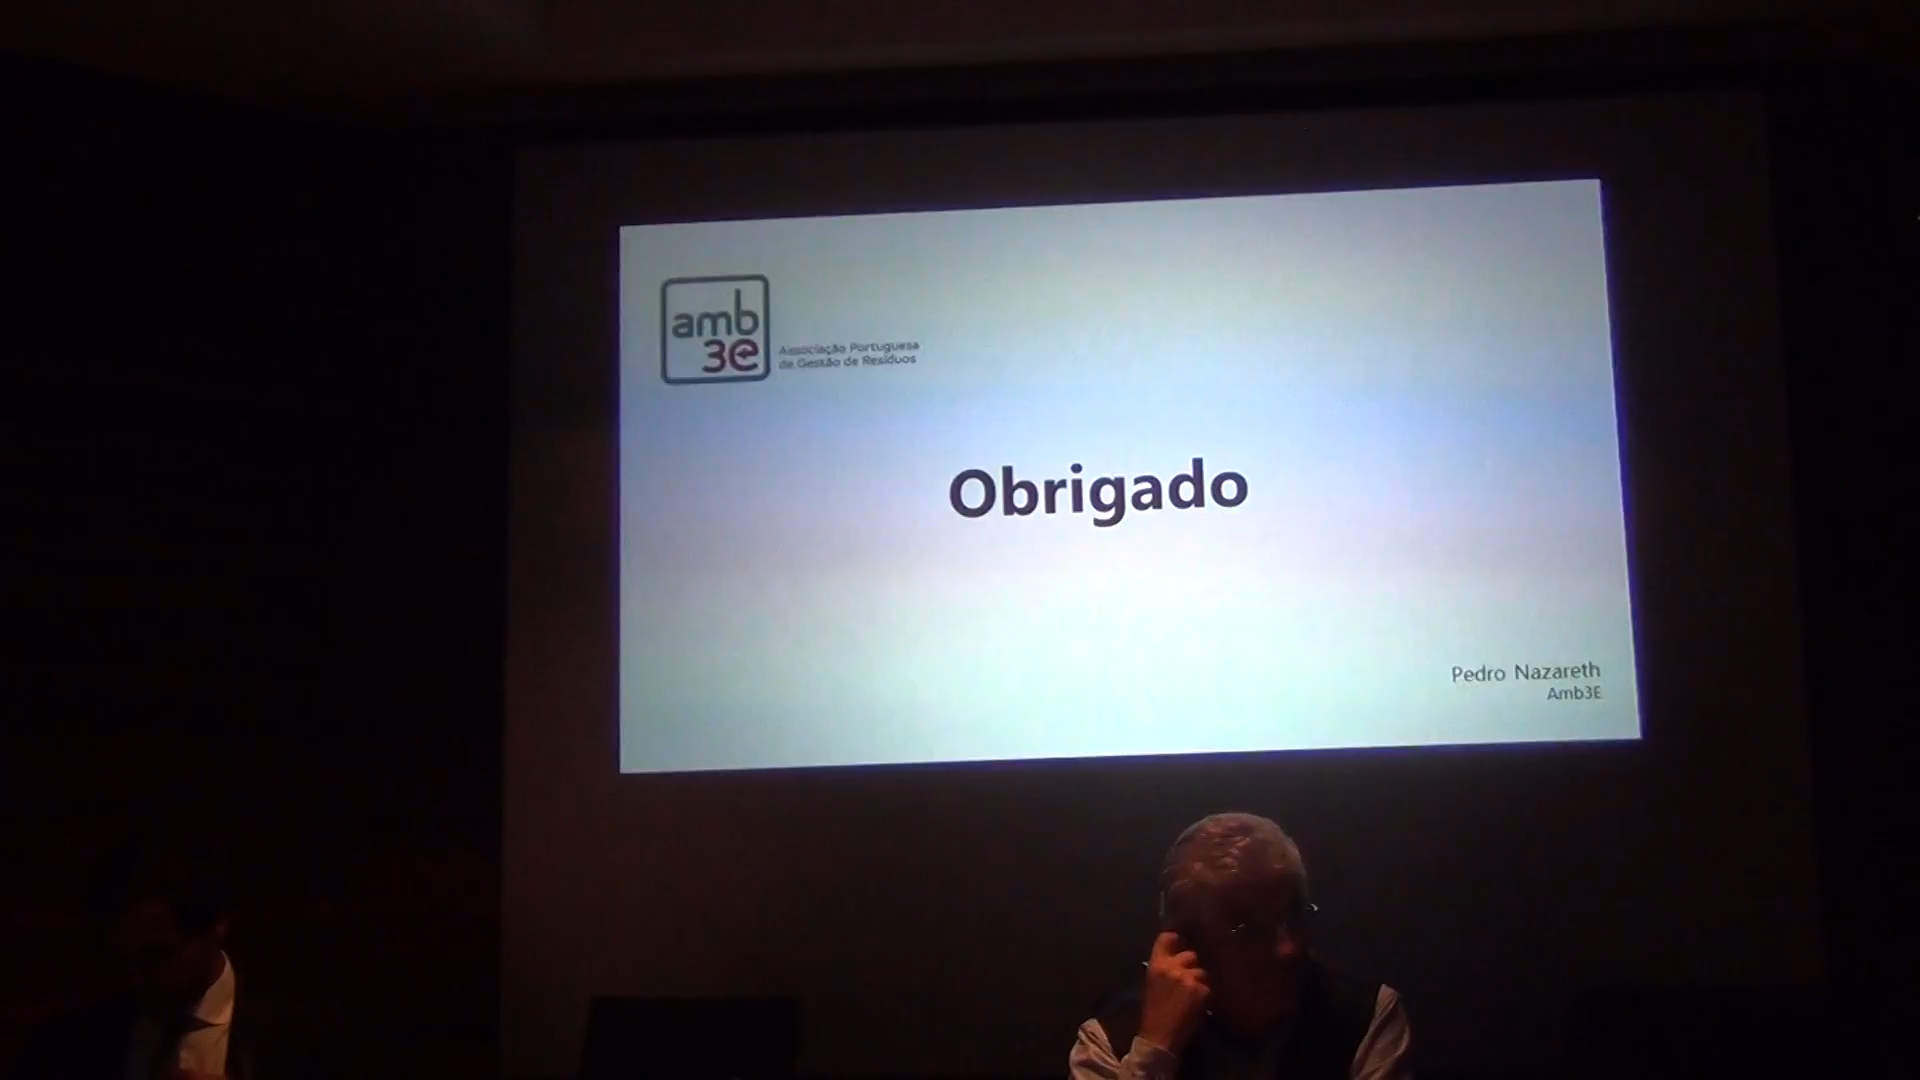 amb
3e
Associação Portuguesa
de Gestão de Resíduos
Obrigado
Pedro Nazareth
Amb3E